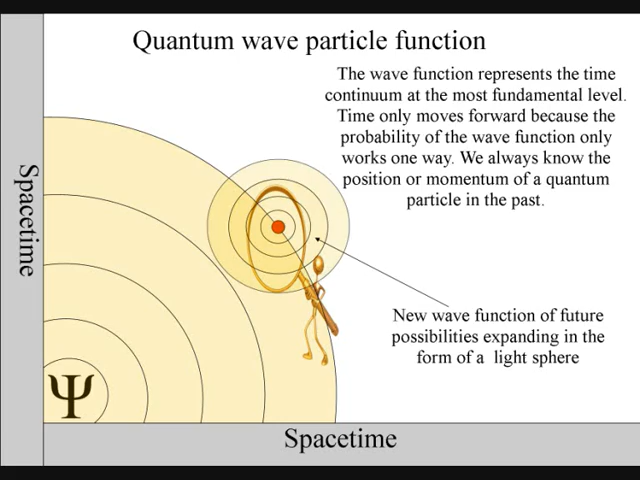 Quantum wave particle function
The wave function represents the time
continuum at the most fundamental level.
Time only moves forward because the
probability of the wave function only
works one way. We always know the
position or momentum of a quantum
particle in the past.
Spacetime
New wave function of future
possibilities expanding in the
form of a light sphere
Ψ
Spacetime